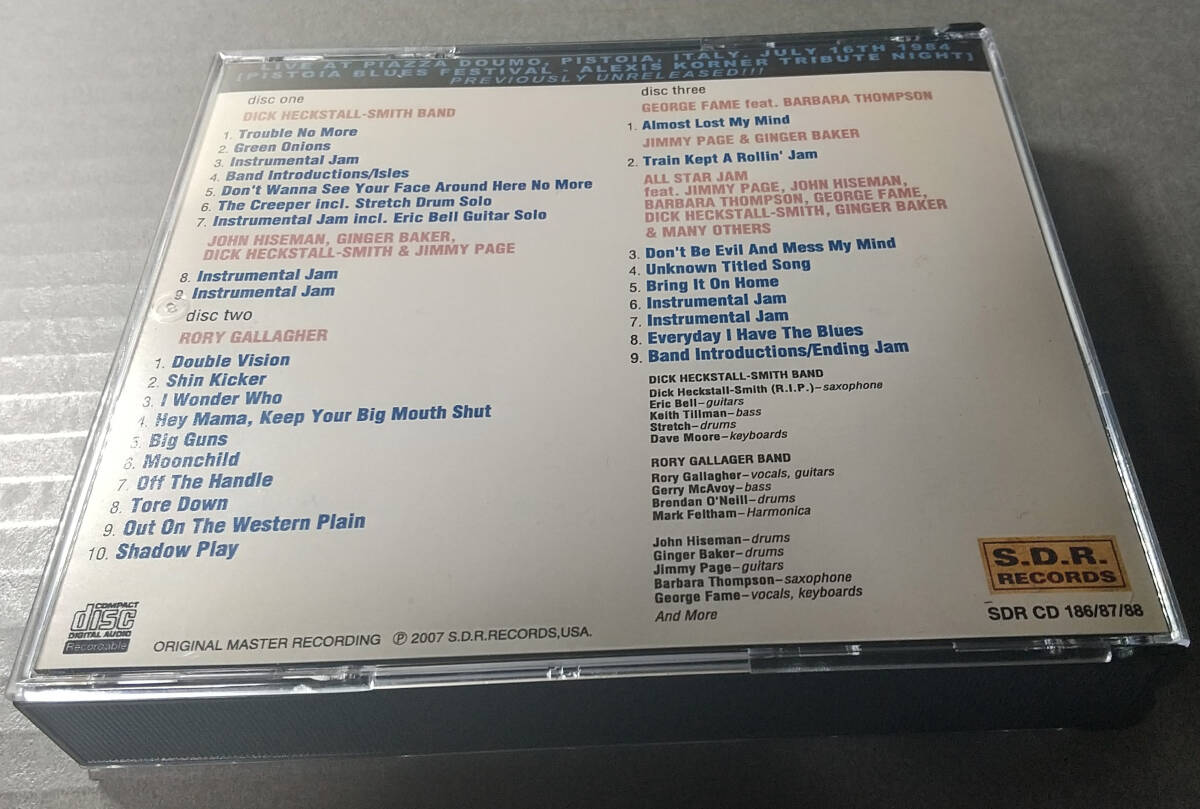 LIVE AT PIAZZA DOUMO, PISTOIA, ITALY. JULY 16TH 1984
[PISTOIA BLUES FESTIVAL - ALEXIS KORNER TRIBUTE NIGHT]
PREVIOUSLY UNRELEASED!!!
disc one
DICK HECKSTALL-SMITH BAND
1. Trouble No More
2. Green Onions
3. Instrumental Jam
4. Band Introductions/Isles
5. Don't Wanna See Your Face Around Here No More
6. The Creeper incl. Stretch Drum Solo
7. Instrumental Jam incl. Eric Bell Guitar Solo
JOHN HISEMAN, GINGER BAKER,
DICK HECKSTALL-SMITH & JIMMY PAGE
8. Instrumental Jam
9. Instrumental Jam
disc two
RORY GALLAGHER
1. Double Vision
2. Shin Kicker
3. I Wonder Who
4. Hey Mama, Keep Your Big Mouth Shut
5. Big Guns
6. Moonchild
7. Off The Handle
8. Tore Down
9. Out On The Western Plain
10. Shadow Play
COMPACT
disc
DIGITAL AUDIO
Recordable
ORIGINAL MASTER RECORDING ℗ 2007 S.D.R.RECORDS,USA.
disc three
GEORGE FAME feat. BARBARA THOMPSON
1. Almost Lost My Mind
JIMMY PAGE & GINGER BAKER
2. Train Kept A Rollin' Jam
ALL STAR JAM
feat. JIMMY PAGE, JOHN HISEMAN,
BARBARA THOMPSON, GEORGE FAME,
DICK HECKSTALL-SMITH, GINGER BAKER
& MANY OTHERS
3. Don't Be Evil And Mess My Mind
4. Unknown Titled Song
5. Bring It On Home
6. Instrumental Jam
7. Instrumental Jam
8. Everyday I Have The Blues
9. Band Introductions/Ending Jam
DICK HECKSTALL-SMITH BAND
Dick Heckstall-Smith (R.I.P.)–saxophone
Eric Bell–guitars
Keith Tillman–bass
Stretch–drums
Dave Moore–keyboards
RORY GALLAGER BAND
Rory Gallagher–vocals, guitars
Gerry McAvoy–bass
Brendan O'Neill–drums
Mark Feltham–Harmonica
John Hiseman–drums
Ginger Baker–drums
Jimmy Page–guitars
Barbara Thompson–saxophone
George Fame–vocals, keyboards
And More
S.D.R.
RECORDS
SDR CD 186/87/88